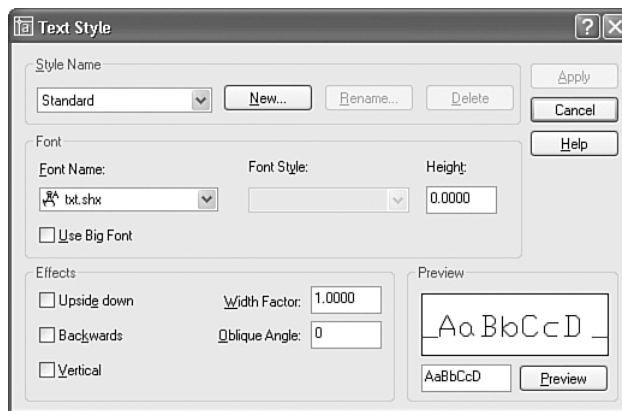 Text Style
Style Name
Standard New... Rename... Delete
Apply
Cancel
Help
Font
Font Name: Font Style: Height:
txt.shx 0.0000
Use Big Font
Effects
Upside down Width Factor: 1.0000
Backwards Oblique Angle: 0
Vertical
Preview
AaBbCcD
AaBbCcD Preview